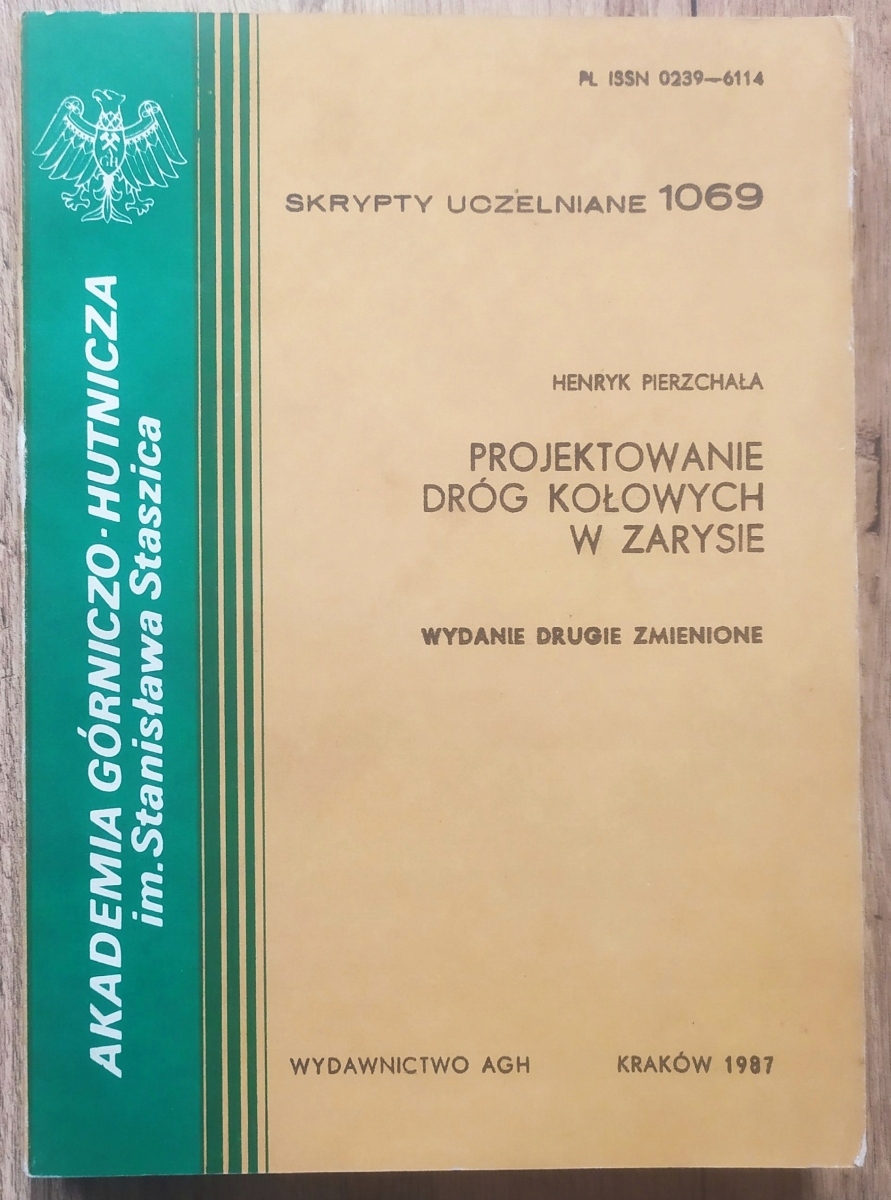 PL ISSN 0239—6114
SKRYPTY UCZELNIANE 1069
HENRYK PIERZCHAŁA
PROJEKTOWANIE
DRÓG KOŁOWYCH
W ZARYSIE
WYDANIE DRUGIE ZMIENIONE
WYDAWNICTWO AGH KRAKÓW 1987
AKADEMIA GÓRNICZO-HUTNICZA
im. Stanisława Staszica